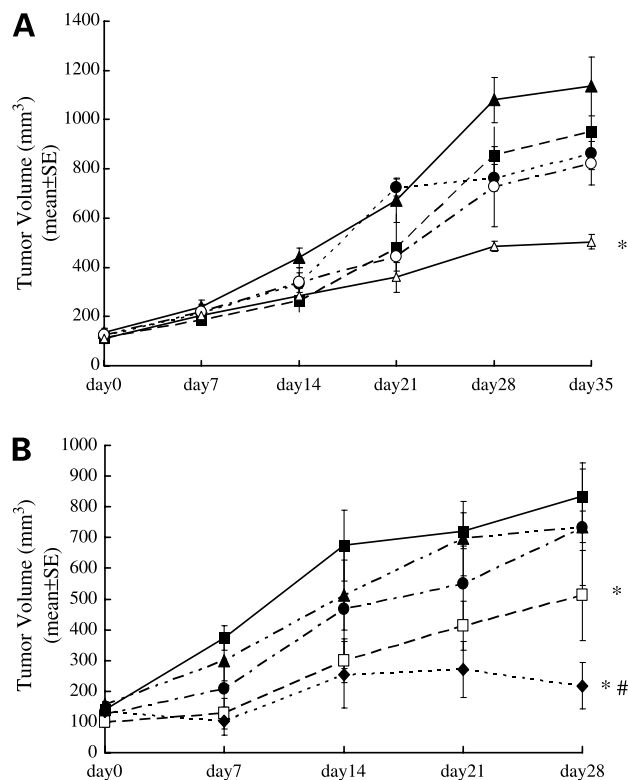 A
Tumor Volume (mm3)
(mean±SE)
1400
1200
1000
800
600
400
200
0
*
day0 day7 day14 day21 day28 day35
B
Tumor Volume (mm3)
(mean±SE)
1000
900
800
700
600
500
400
300
200
100
0
*
* #
day0 day7 day14 day21 day28